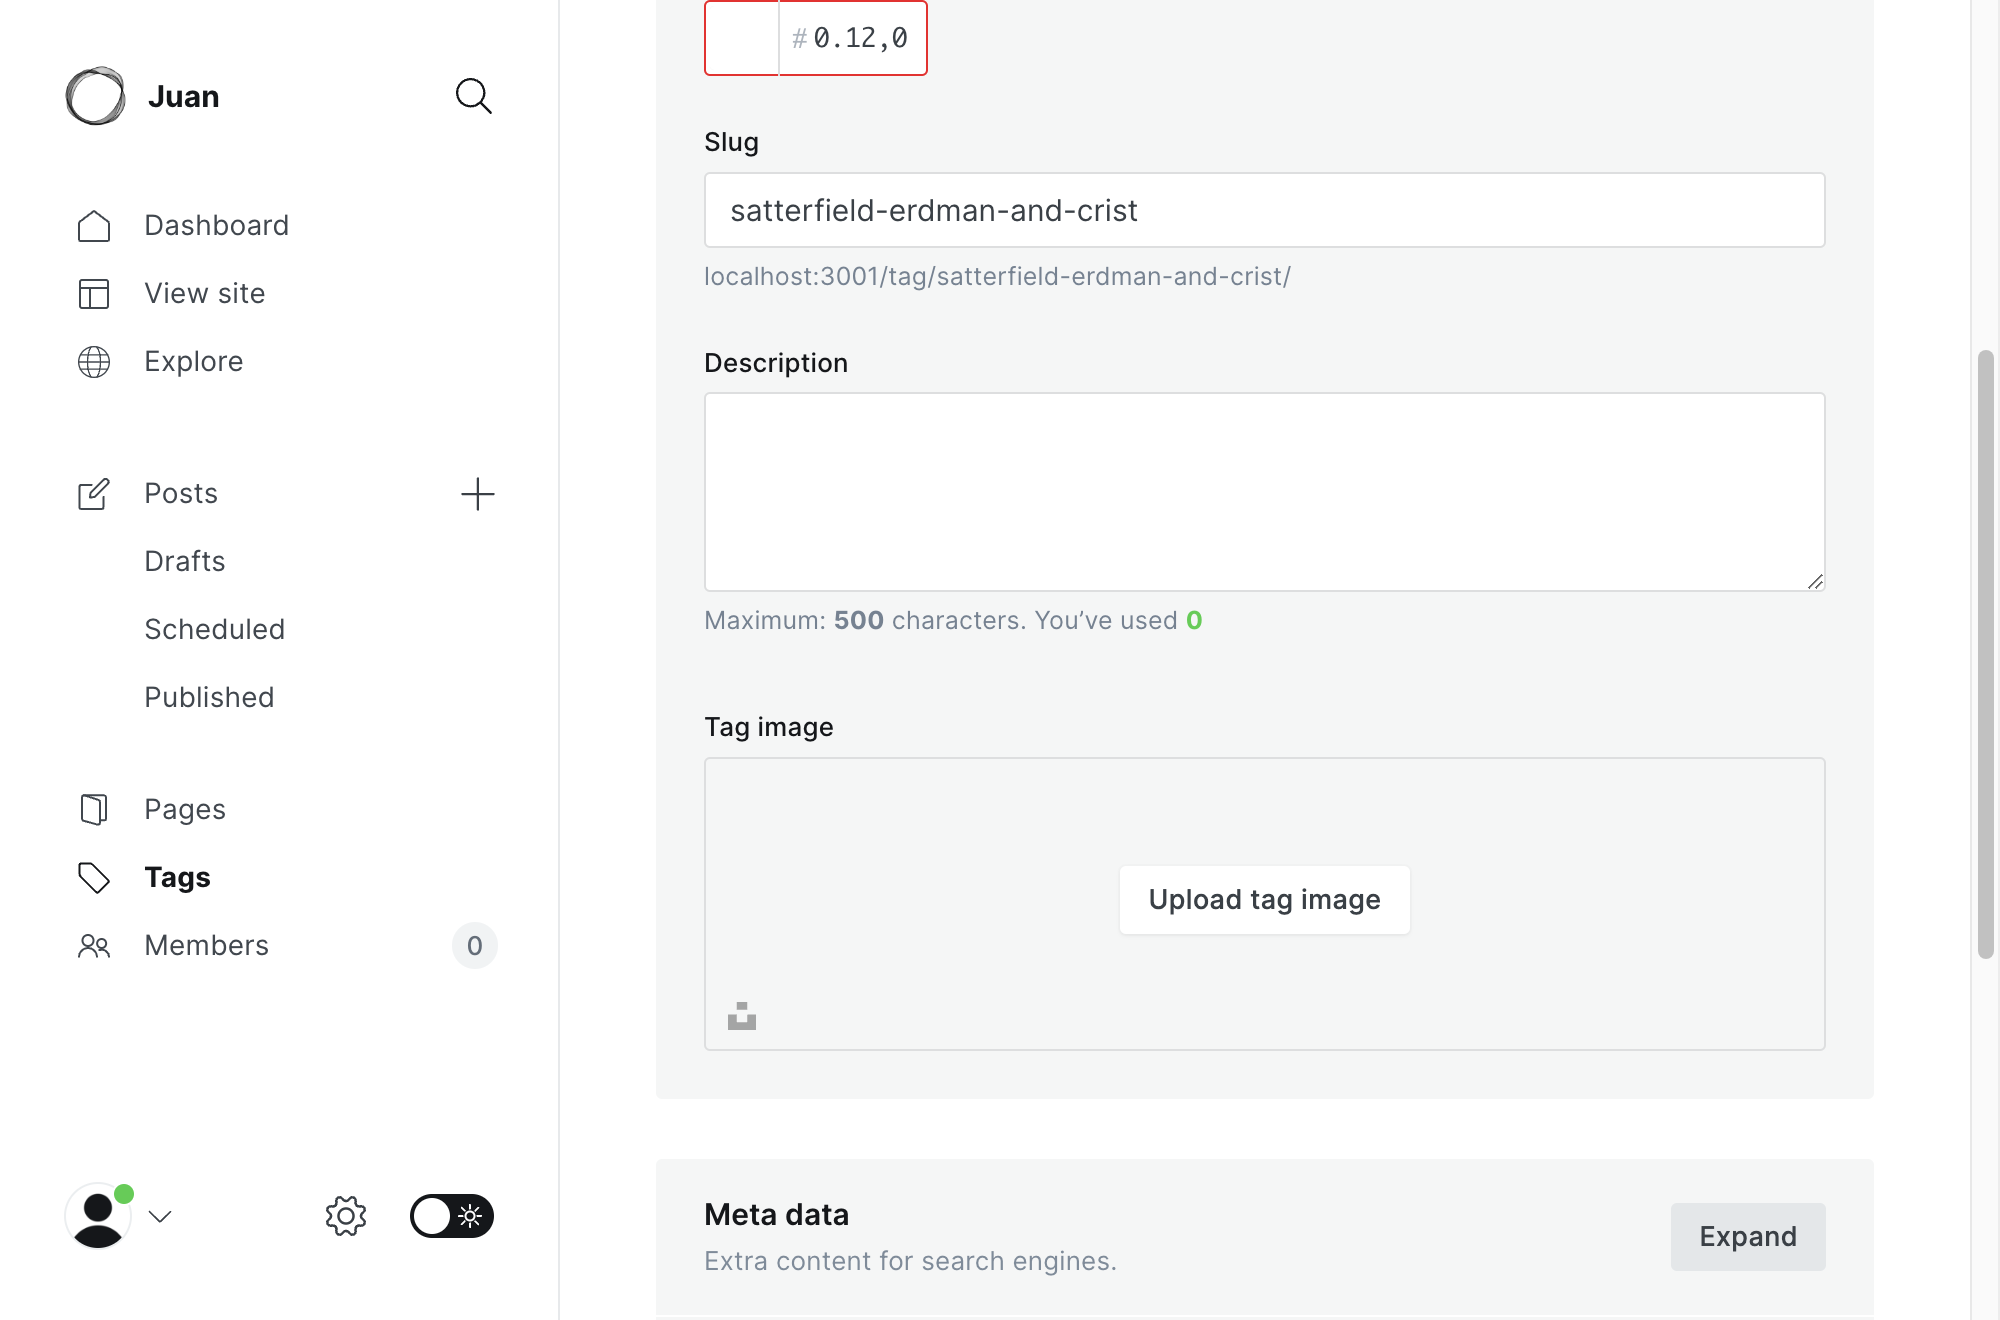 Juan
Dashboard
View site
Explore
Posts
Drafts
Scheduled
Published
Pages
Tags
Members 0
#0.12,0
Slug
satterfield-erdman-and-crist
localhost:3001/tag/satterfield-erdman-and-crist/
Description
Maximum: 500 characters. You’ve used 0
Tag image
Upload tag image
Meta data
Extra content for search engines.
Expand